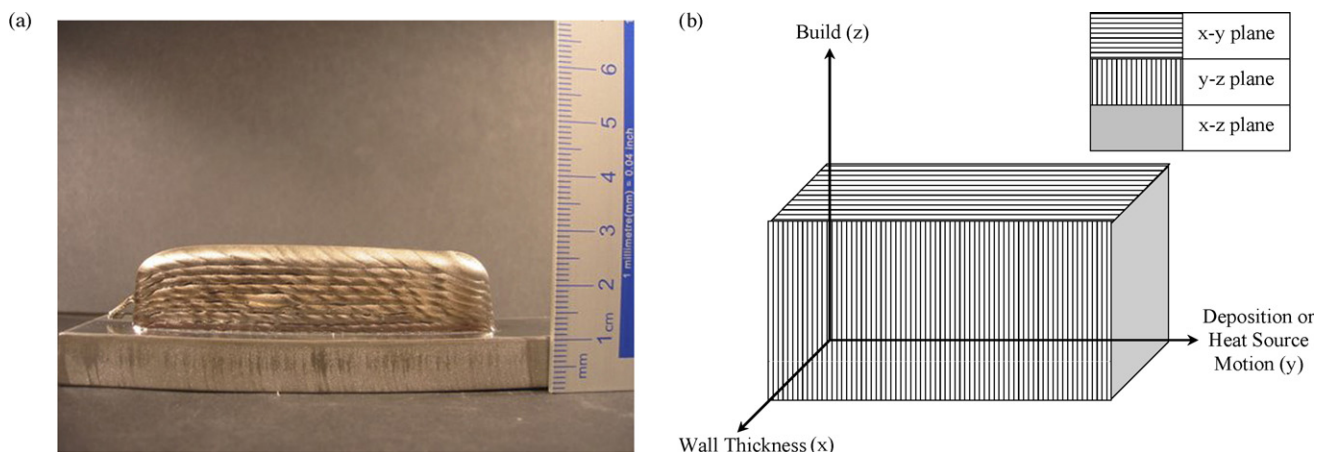 (a)
6
5
4
3
2
1 cm
mm
1 millimetre(mm) = 0.04 inch
(b)
Build (z)
x-y plane
y-z plane
x-z plane
Deposition or
Heat Source
Motion (y)
Wall Thickness (x)